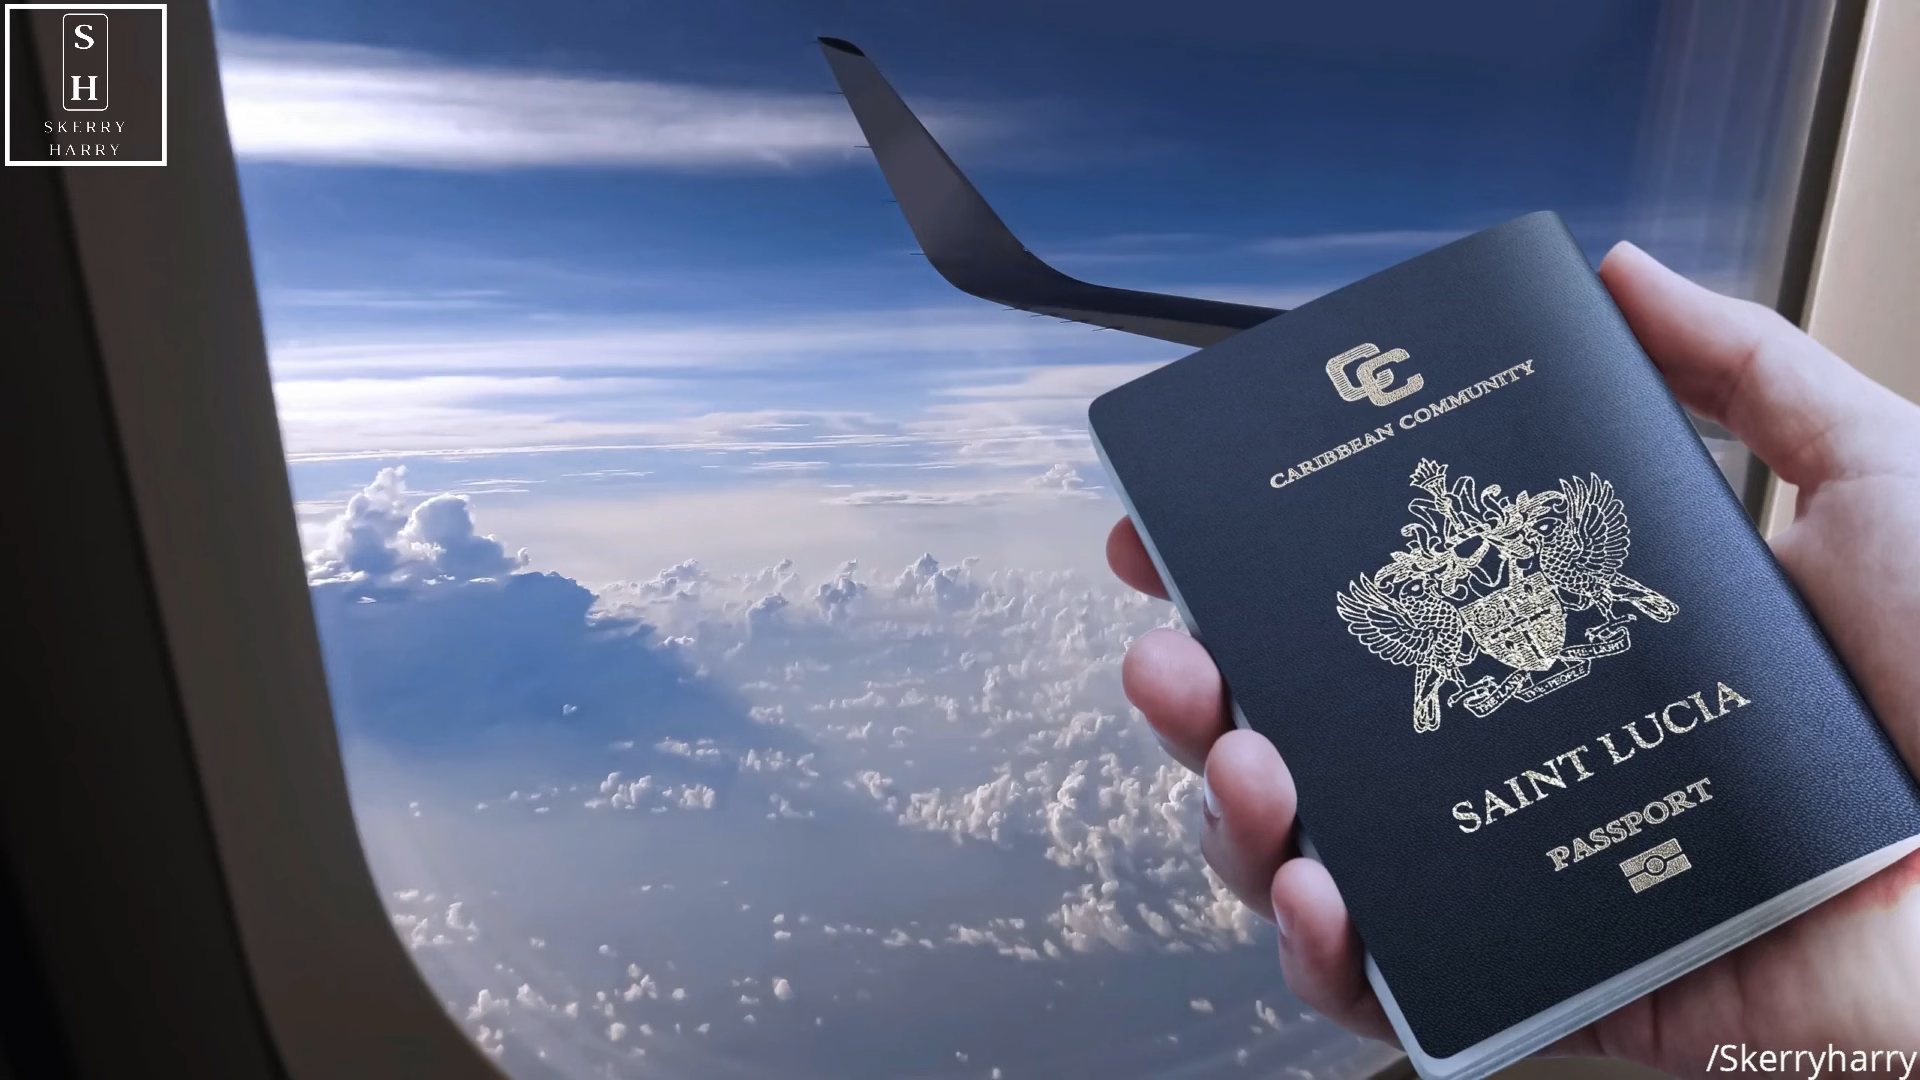 S
H
SKERRY
HARRY
CARIBBEAN COMMUNITY
THE·LAND THE·PEOPLE THE·LIGHT
SAINT LUCIA
PASSPORT
/Skerryharry